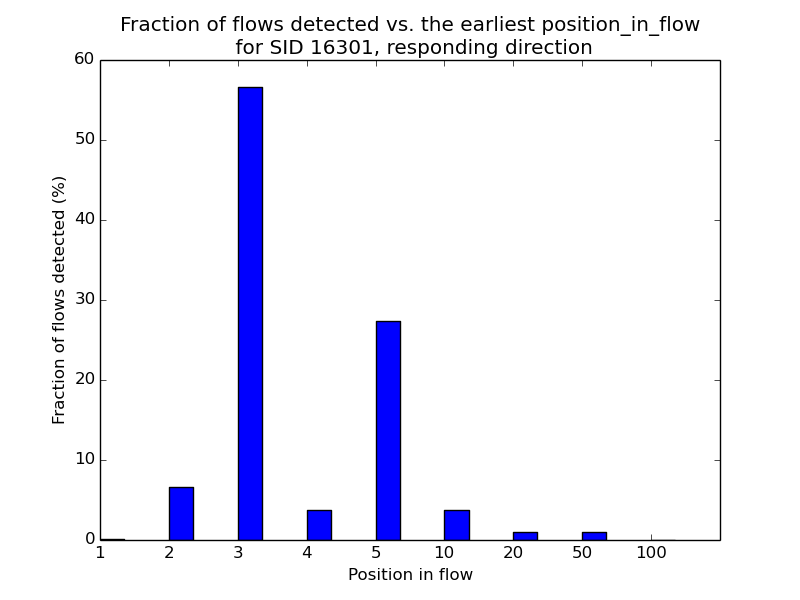 Fraction of flows detected vs. the earliest position_in_flow
for SID 16301, responding direction
60
50
40
30
20
10
0
Fraction of flows detected (%)
1 2 3 4 5 10 20 50 100
Position in flow